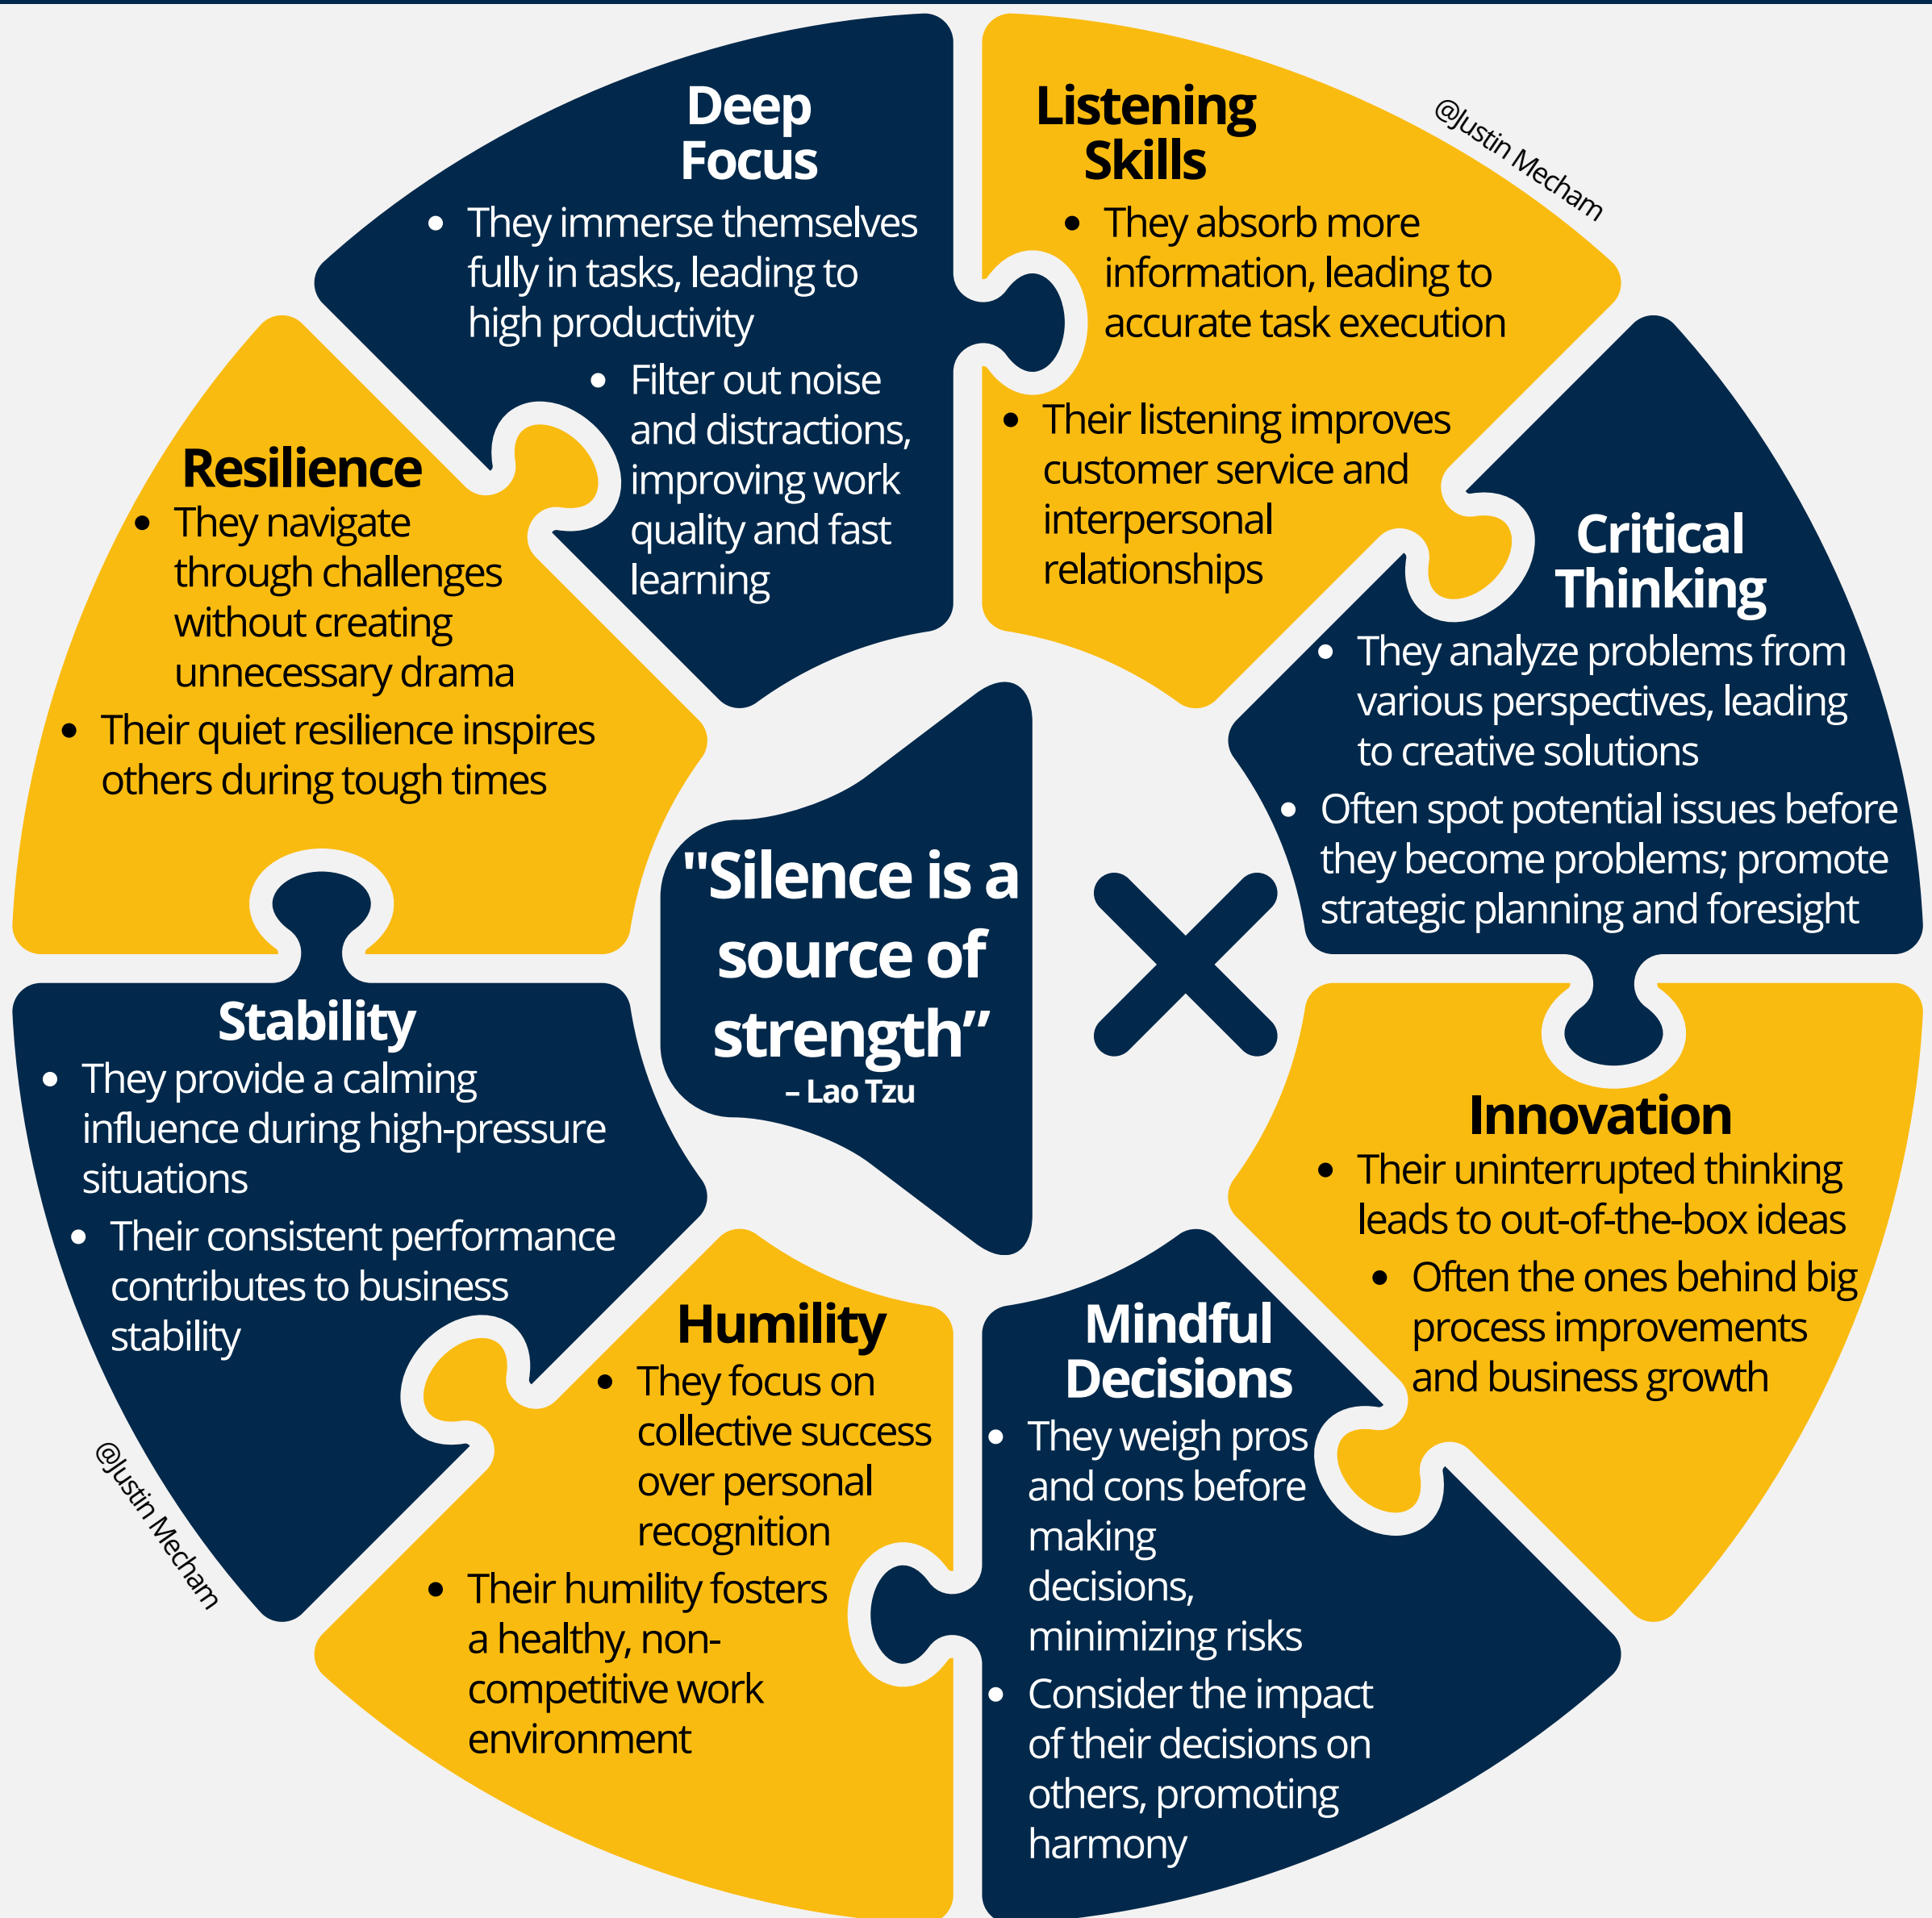 Deep
Focus
• They immerse themselves
fully in tasks, leading to
high productivity
• Filter out noise
and distractions,
improving work
quality and fast
learning
Listening
Skills
• They absorb more
information, leading to
accurate task execution
• Their listening improves
customer service and
interpersonal
relationships
@Justin Mecham
Critical
Thinking
• They analyze problems from
various perspectives, leading
to creative solutions
• Often spot potential issues before
they become problems; promote
strategic planning and foresight
Innovation
• Their uninterrupted thinking
leads to out-of-the-box ideas
• Often the ones behind big
process improvements
and business growth
Mindful
Decisions
• They weigh pros
and cons before
making
decisions,
minimizing risks
• Consider the impact
of their decisions on
others, promoting
harmony
Humility
• They focus on
collective success
over personal
recognition
• Their humility fosters
a healthy, non-
competitive work
environment
Stability
• They provide a calming
influence during high-pressure
situations
• Their consistent performance
contributes to business
stability
@Justin Mecham
Resilience
• They navigate
through challenges
without creating
unnecessary drama
• Their quiet resilience inspires
others during tough times
"Silence is a
source of
strength”
– Lao Tzu